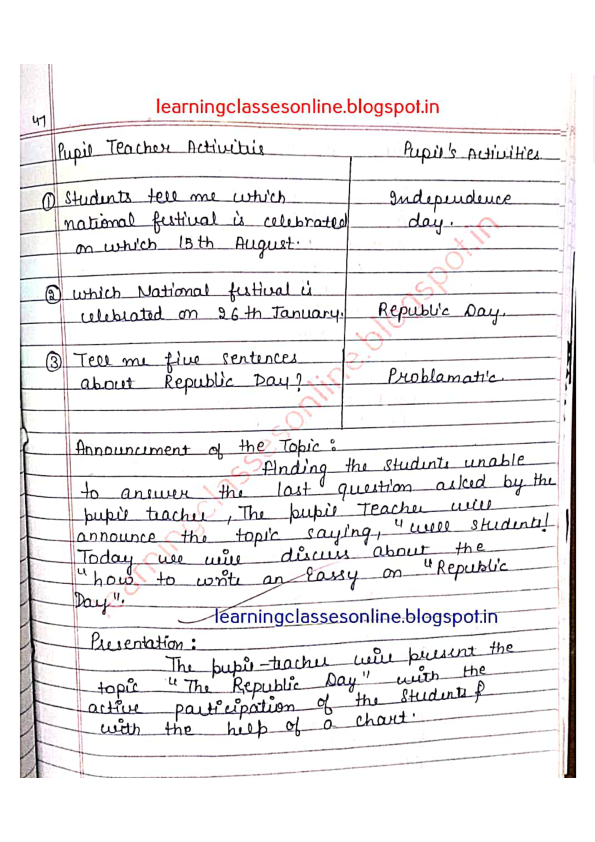 learningclassesonline.blogspot.in
47
Pupil Teacher Activitiis Pupil's Activities
① Students tell me which Independence
national festival is celebrated day.
on which 15th August.
② which National festival is
celebrated on 26th January. Republic Day.
③ Tell me five sentences
about Republic Day? Problamatic.
Announcement of the Topic :
Finding the students unable
to answer the last question asked by the
pupil teacher, The pupil Teacher will
announce the topic saying, "well students!
Today we will discuss about the
"how to write an Eassy on "Republic
Day".
learningclassesonline.blogspot.in
Presentation :
The pupil-teacher will present the
topic "The Republic Day" with the
active participation of the students &
with the help of a chart.
learningclassesonline.blogspot.in